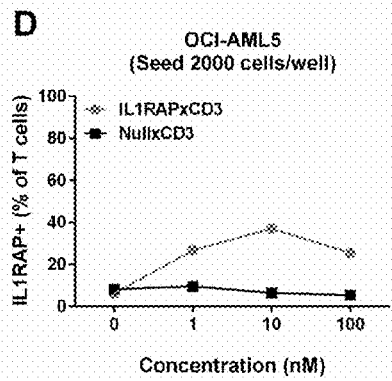 D
OCI-AML5
(Seed 2000 cells/well)
100
80
60
40
20
0
IL1RAP+ (% of T cells)
IL1RAPxCD3
NullxCD3
0 1 10 100
Concentration (nM)